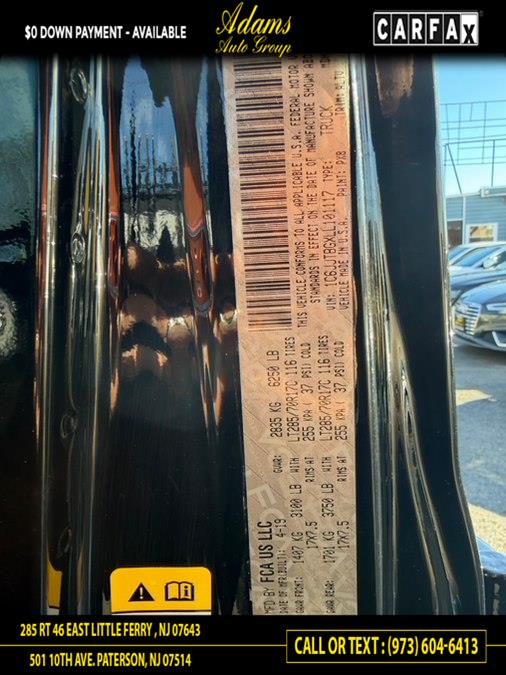 $0 DOWN PAYMENT - AVAILABLE
Adams
Auto Group
CARFAX
MFD BY FCA US LLC
DATE OF MFR(BUILT): 4-19
GVWR: 2835 KG 6250 LB
GAWR FRONT: 1407 KG 3100 LB WITH LT285/70R17C 116 TIRES
17X7.5 RIMS AT 255 KPA ( 37 PSI) COLD
GAWR REAR: 1701 KG 3750 LB WITH LT285/70R17C 116 TIRES
17X7.5 RIMS AT 255 KPA ( 37 PSI) COLD
THIS VEHICLE CONFORMS TO ALL APPLICABLE U.S.A. FEDERAL MOTOR
STANDARDS IN EFFECT ON THE DATE OF MANUFACTURE SHOWN
VIN: TYPE: TRUCK
VEHICLE MADE IN U.S.A. PAINT: PX8 TRIM:
285 RT 46 EAST LITTLE FERRY , NJ 07643
501 10TH AVE. PATERSON, NJ 07514
CALL OR TEXT : (973) 604-6413